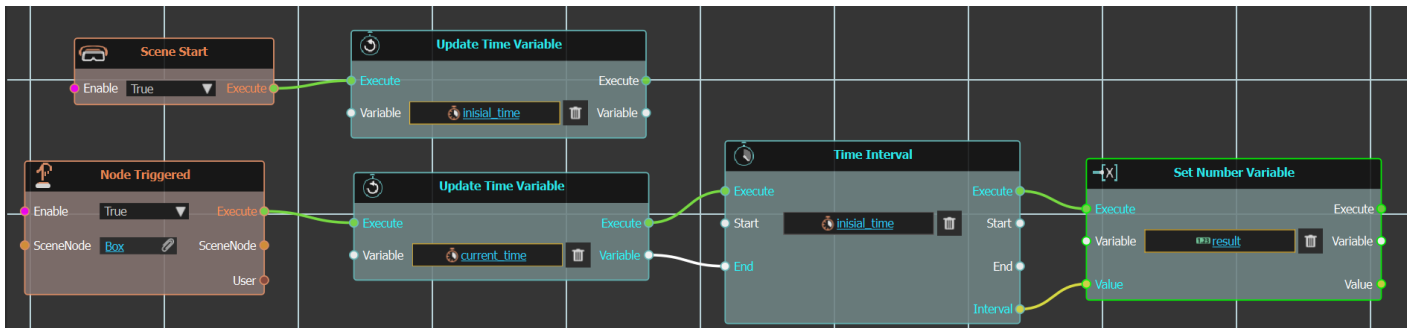 Scene Start
Enable True Execute
Update Time Variable
Execute Execute
Variable inisial_time Variable
Node Triggered
Enable True Execute
SceneNode Box SceneNode
User
Update Time Variable
Execute Execute
Variable current_time Variable
Time Interval
Execute Execute
Start inisial_time Start
End End
Interval
Set Number Variable
Execute Execute
Variable result Variable
Value Value